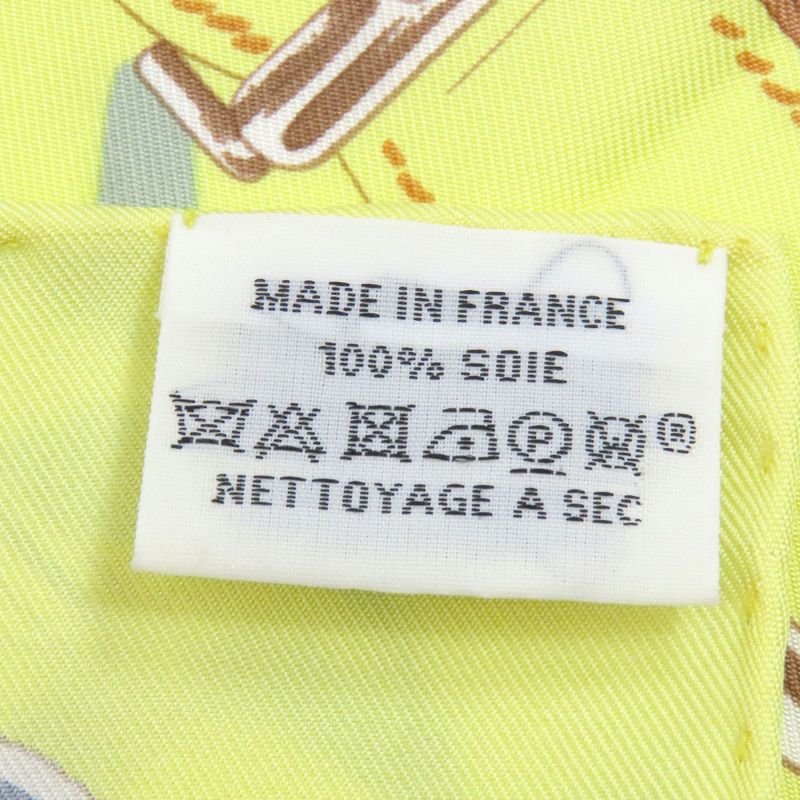 MADE IN FRANCE
100% SOIE
P W ®
NETTOYAGE A SEC